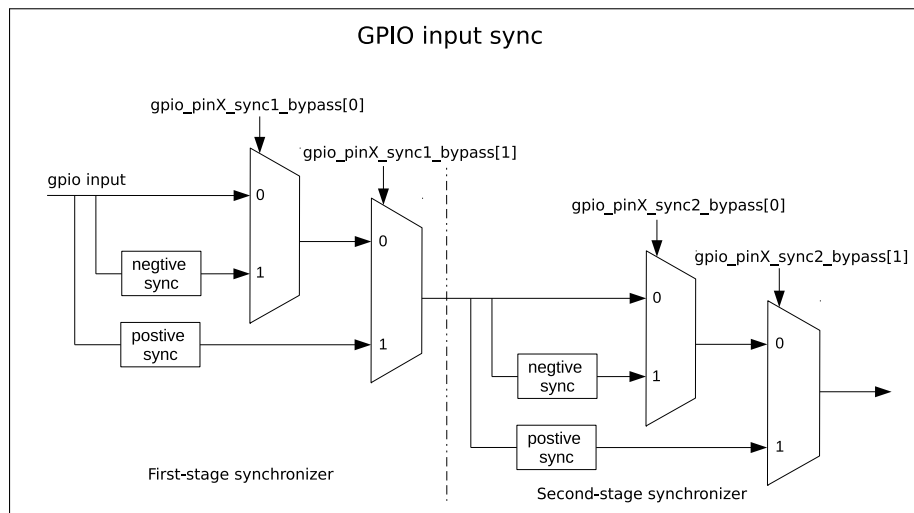 GPIO input sync
gpio_pinX_sync1_bypass[0]
gpio_pinX_sync1_bypass[1]
gpio input
0
1
negtive
sync
postive
sync
0
1
First-stage synchronizer
gpio_pinX_sync2_bypass[0]
gpio_pinX_sync2_bypass[1]
0
1
negtive
sync
postive
sync
0
1
Second-stage synchronizer